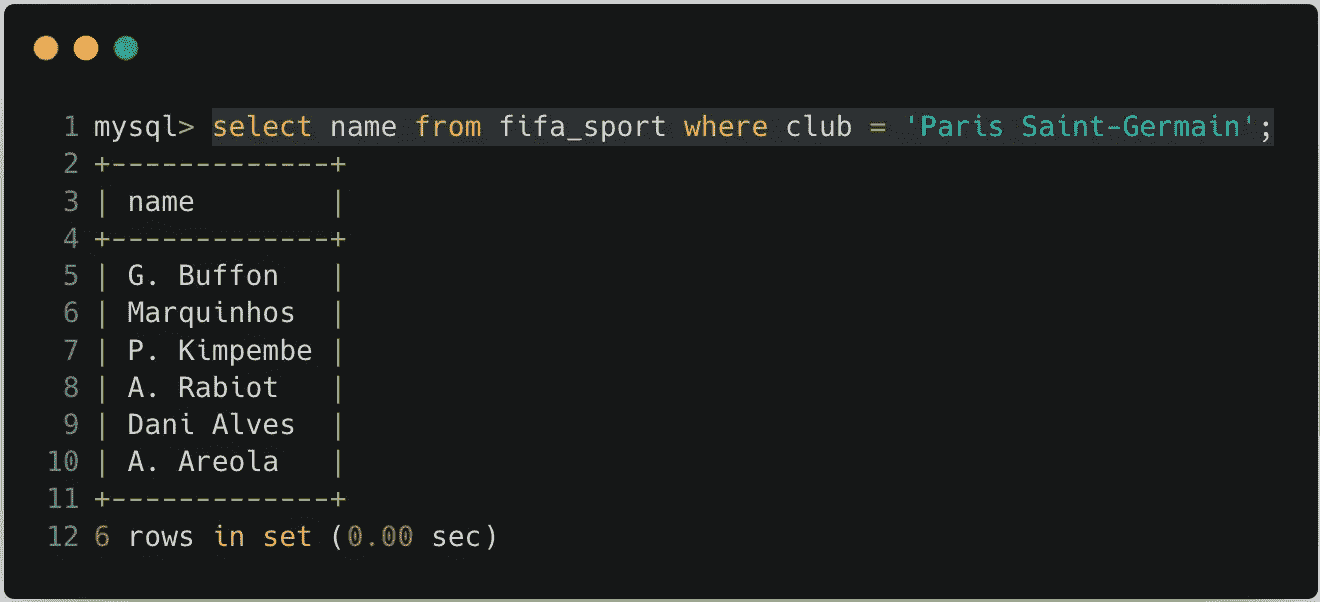 1 mysql> select name from fifa_sport where club = 'Paris Saint-Germain';
2 +-------------+
3 | name        |
4 +-------------+
5 | G. Buffon   |
6 | Marquinhos  |
7 | P. Kimpembe |
8 | A. Rabiot   |
9 | Dani Alves  |
10 | A. Areola   |
11 +-------------+
12 6 rows in set (0.00 sec)